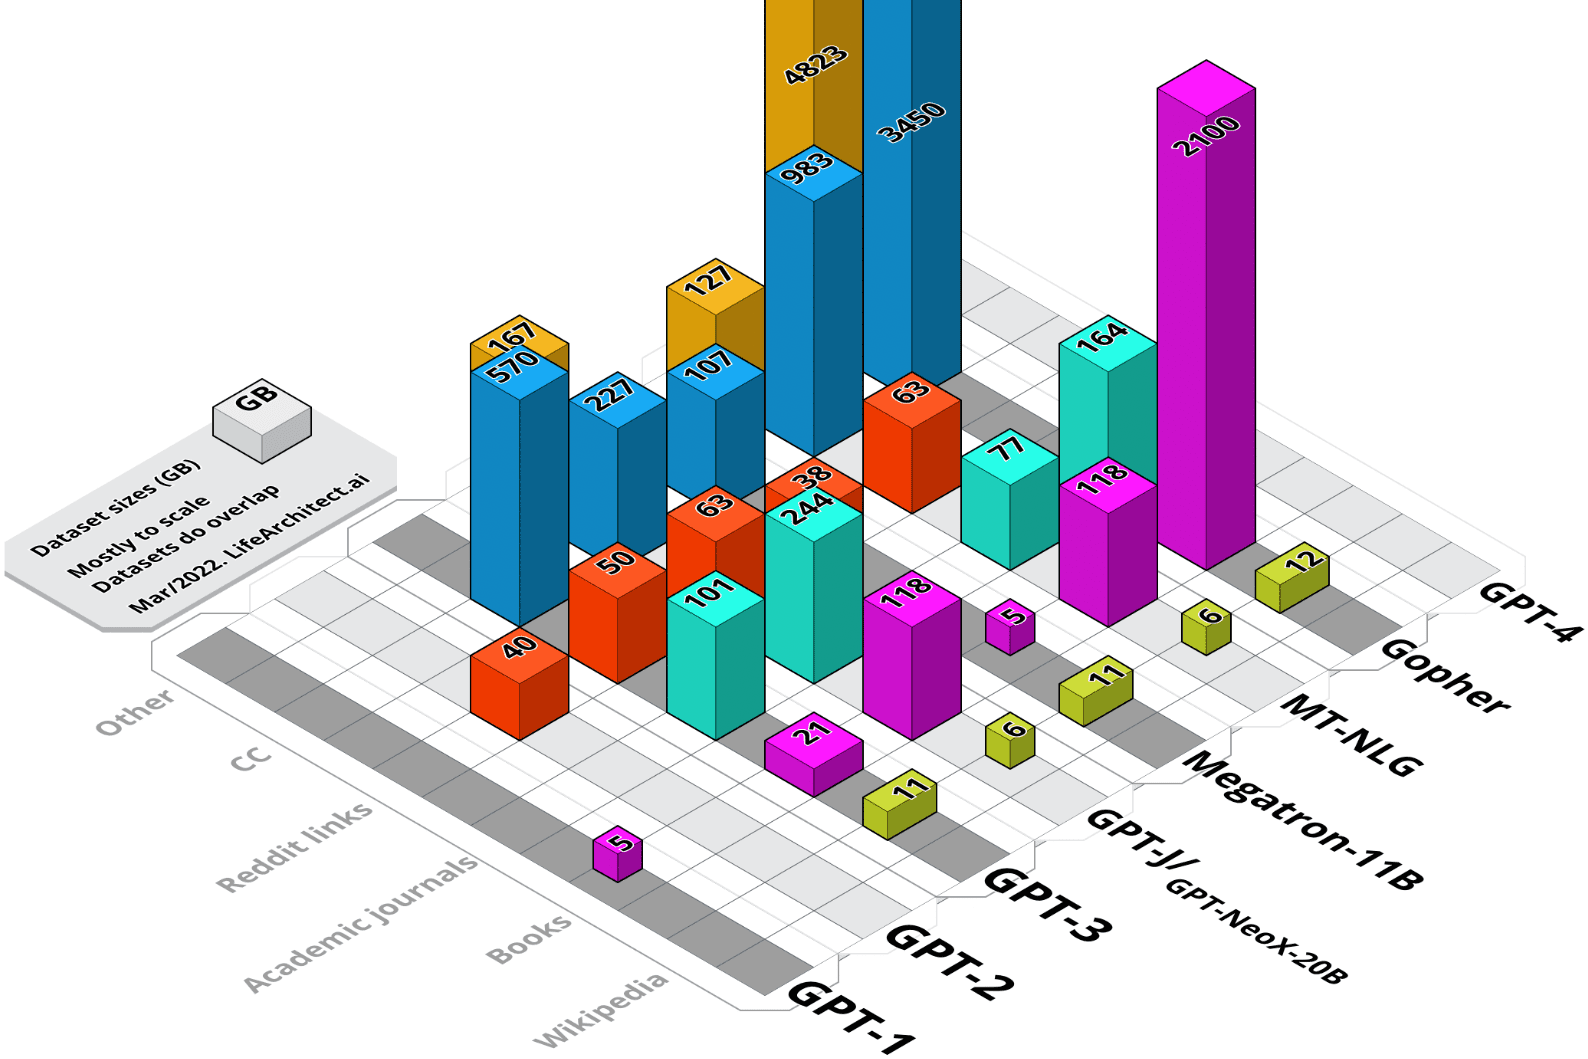 4823
3450
2100
983
127
164
167
570
107
227
63
77
GB
38
118
63
244
Dataset sizes (GB)
Mostly to scale
Datasets do overlap
Mar/2022. LifeArchitect.ai
50
12
101
118
5
6
40
11
21
6
11
5
Other
CC
Reddit links
Academic journals
Books
Wikipedia
GPT-4
Gopher
MT-NLG
Megatron-11B
GPT-J/
GPT-NeoX-20B
GPT-3
GPT-2
GPT-1